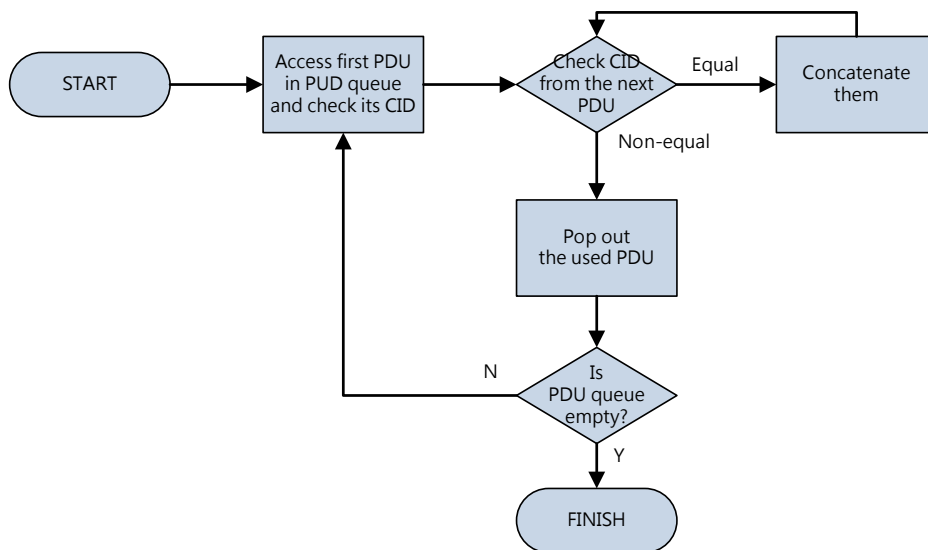 START
Access first PDU
in PUD queue
and check its CID
Check CID
from the next
PDU
Equal
Concatenate
them
Non-equal
Pop out
the used PDU
Is
PDU queue
empty?
N
Y
FINISH